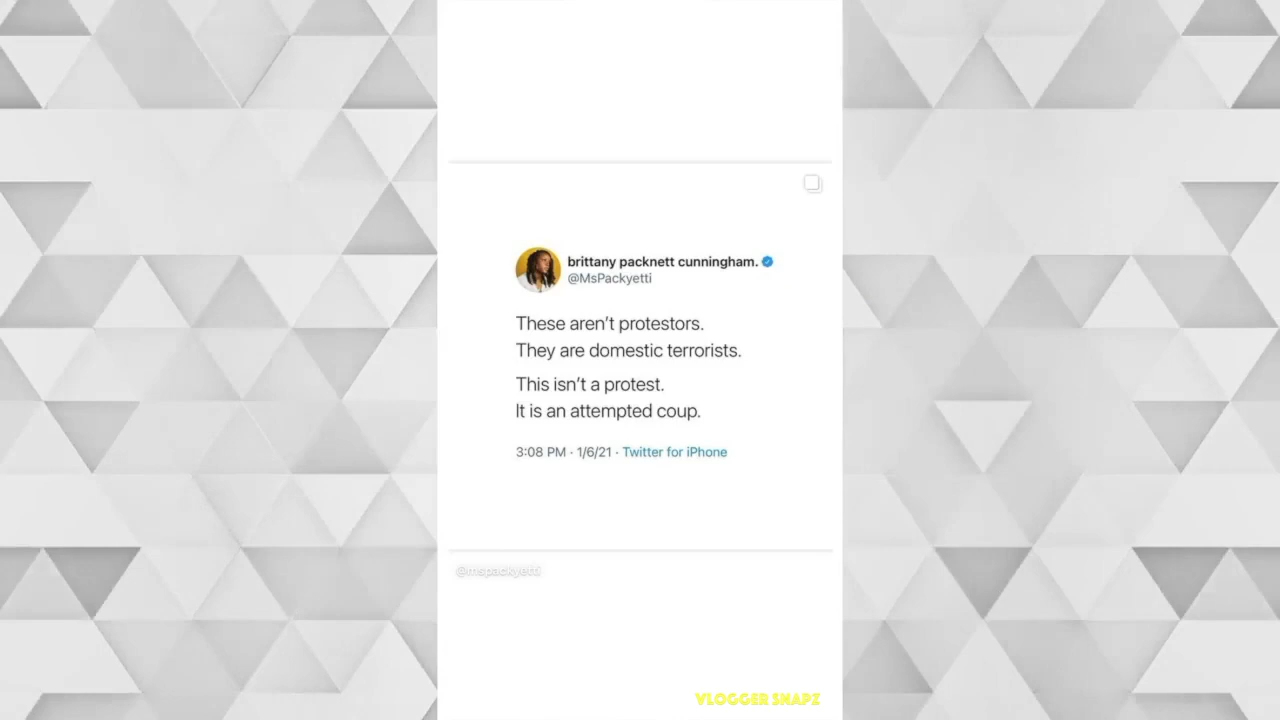 brittany packnett cunningham.
@MsPackyetti
These aren't protestors.
They are domestic terrorists.
This isn't a protest.
It is an attempted coup.
3:08 PM · 1/6/21 · Twitter for iPhone
@mspackyetti
VLOGGER SNAPZ